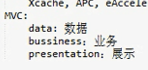 Xcache, APC, eAccele
MVC:
data: 数据
bussiness: 业务
presentation: 展示